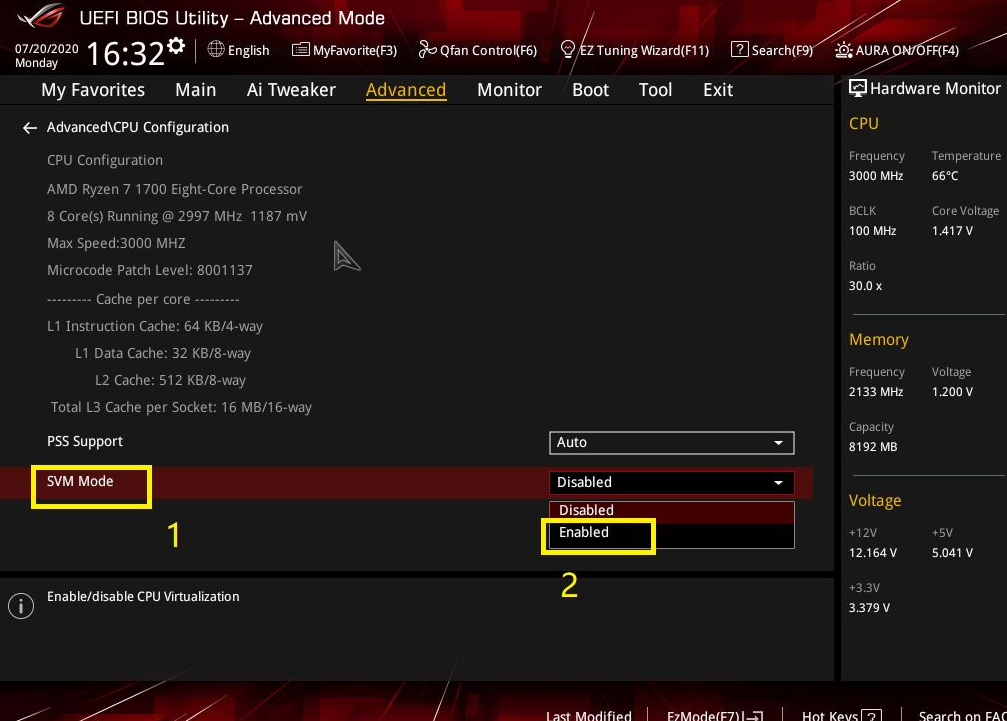 UEFI BIOS Utility – Advanced Mode
07/20/2020
Monday
16:32
English
MyFavorite(F3)
Qfan Control(F6)
EZ Tuning Wizard(F11)
Search(F9)
AURA ON/OFF(F4)
My Favorites
Main
Ai Tweaker
Advanced
Monitor
Boot
Tool
Exit
Hardware Monitor
Advanced\CPU Configuration
CPU Configuration
AMD Ryzen 7 1700 Eight-Core Processor
8 Core(s) Running @ 2997 MHz 1187 mV
Max Speed:3000 MHZ
Microcode Patch Level: 8001137
--------- Cache per core ---------
L1 Instruction Cache: 64 KB/4-way
L1 Data Cache: 32 KB/8-way
L2 Cache: 512 KB/8-way
Total L3 Cache per Socket: 16 MB/16-way
PSS Support
Auto
SVM Mode
Disabled
Disabled
Enabled
1
2
Enable/disable CPU Virtualization
CPU
Frequency Temperature
3000 MHz 66°C
BCLK Core Voltage
100 MHz 1.417 V
Ratio
30.0 x
Memory
Frequency Voltage
2133 MHz 1.200 V
Capacity
8192 MB
Voltage
+12V +5V
12.164 V 5.041 V
+3.3V
3.379 V
Last Modified
EzMode(F7)
Hot Keys ?
Search on FAQ